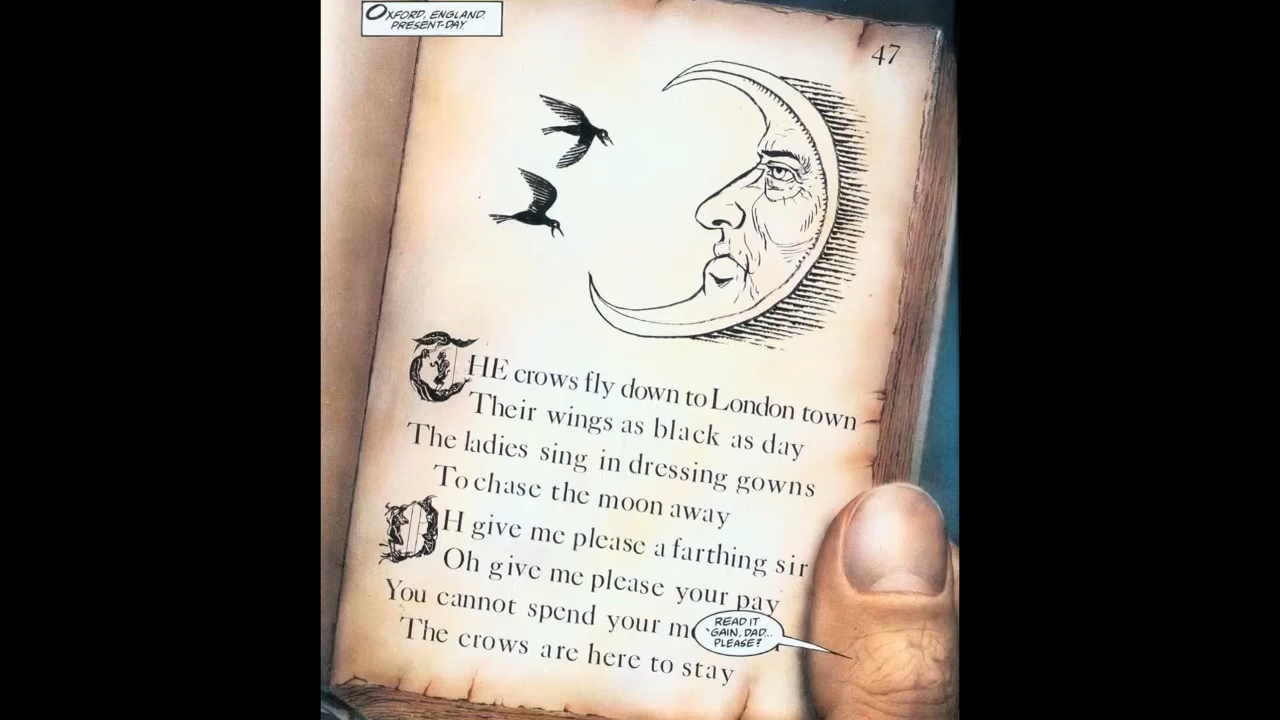 OXFORD, ENGLAND.
PRESENT-DAY.
47
THE crows fly down to London town
Their wings as black as day
The ladies sing in dressing gowns
To chase the moon away
OH give me please a farthing sir
Oh give me please your pay
You cannot spend your
The crows are here to stay
READ IT
'GAIN, DAD...
PLEASE?